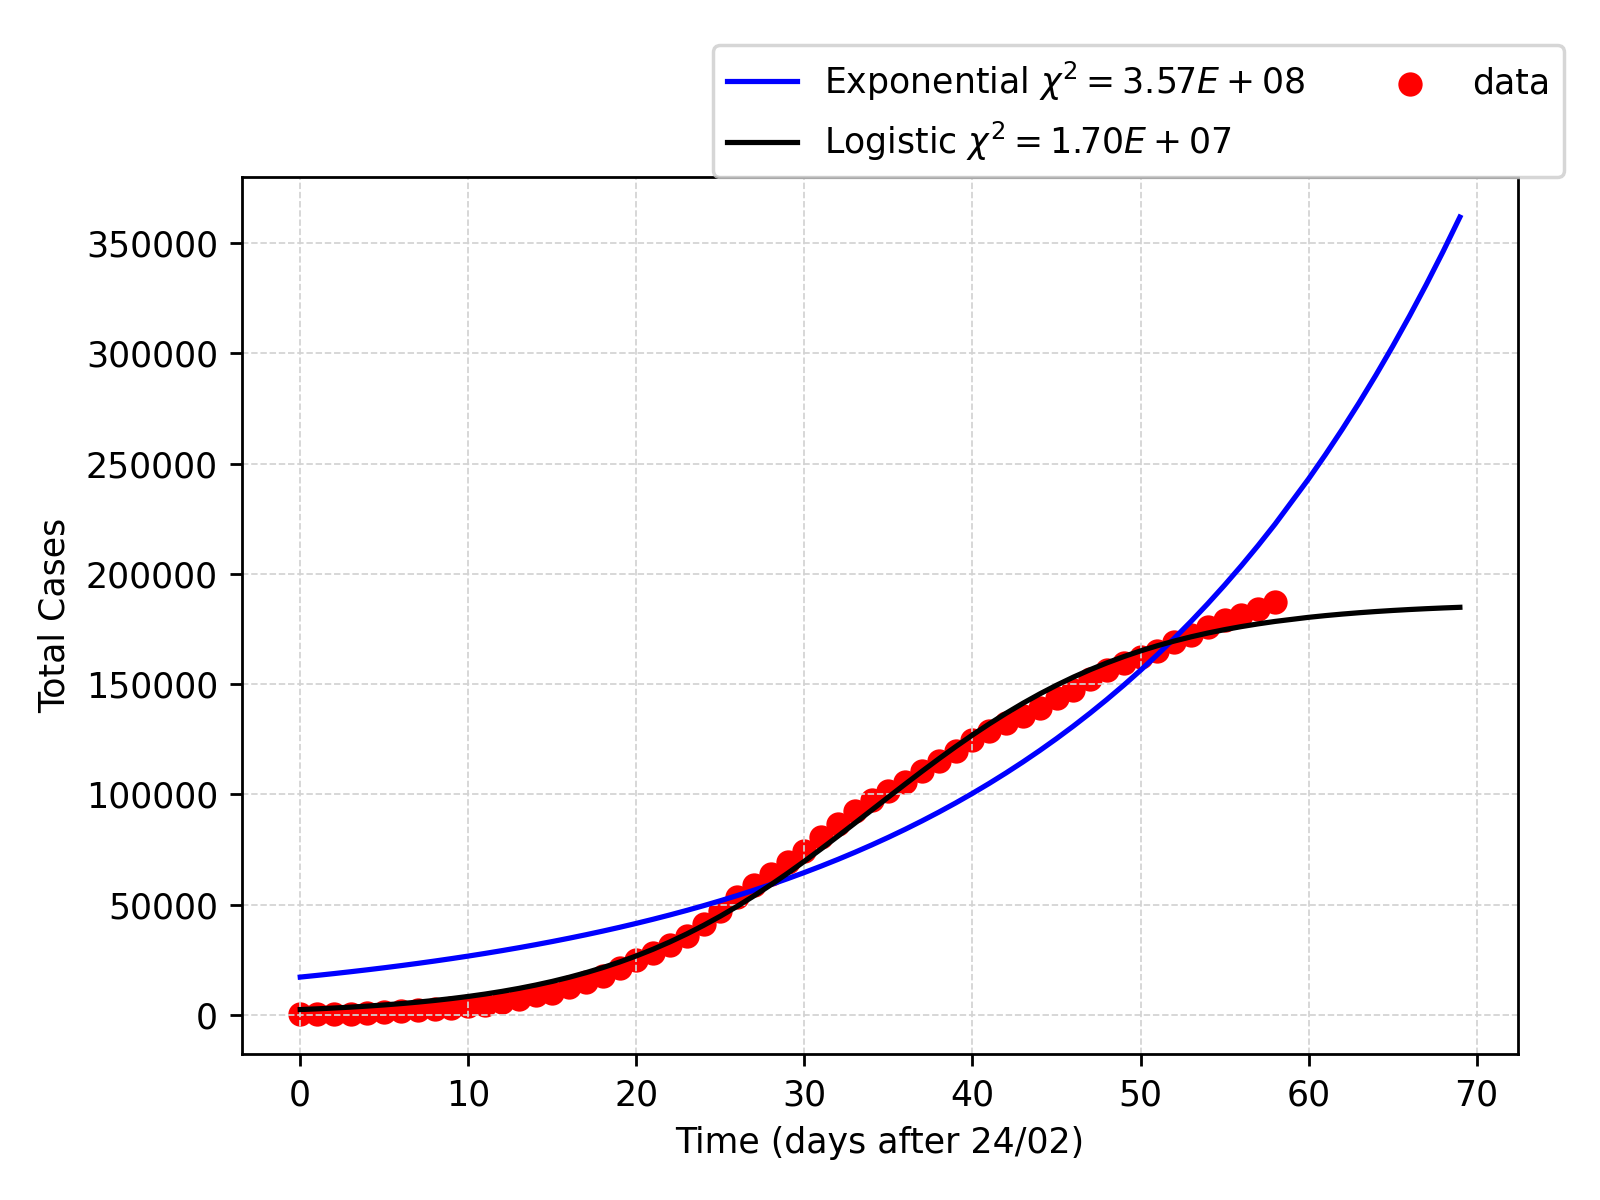 Exponential χ² = 3.57E + 08
data
Logistic χ² = 1.70E + 07
350000
300000
250000
200000
150000
100000
50000
0
Total Cases
0 10 20 30 40 50 60 70
Time (days after 24/02)